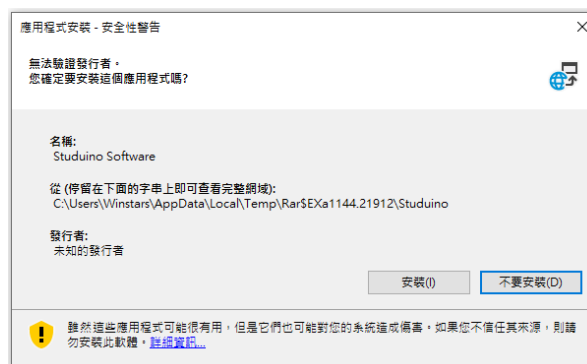 應用程式安裝 - 安全性警告
無法驗證發行者。
您確定要安裝這個應用程式嗎?
名稱:
Studuino Software
從 (停留在下面的字串上即可查看完整網域):
C:\Users\Winstars\AppData\Local\Temp\Rar$EXa1144.21912\Studuino
發行者:
未知的發行者
安裝(I)
不要安裝(D)
雖然這些應用程式可能很有用，但是它們也可能對您的系統造成傷害。如果您不信任其來源，則請
勿安裝此軟體。詳細資訊...